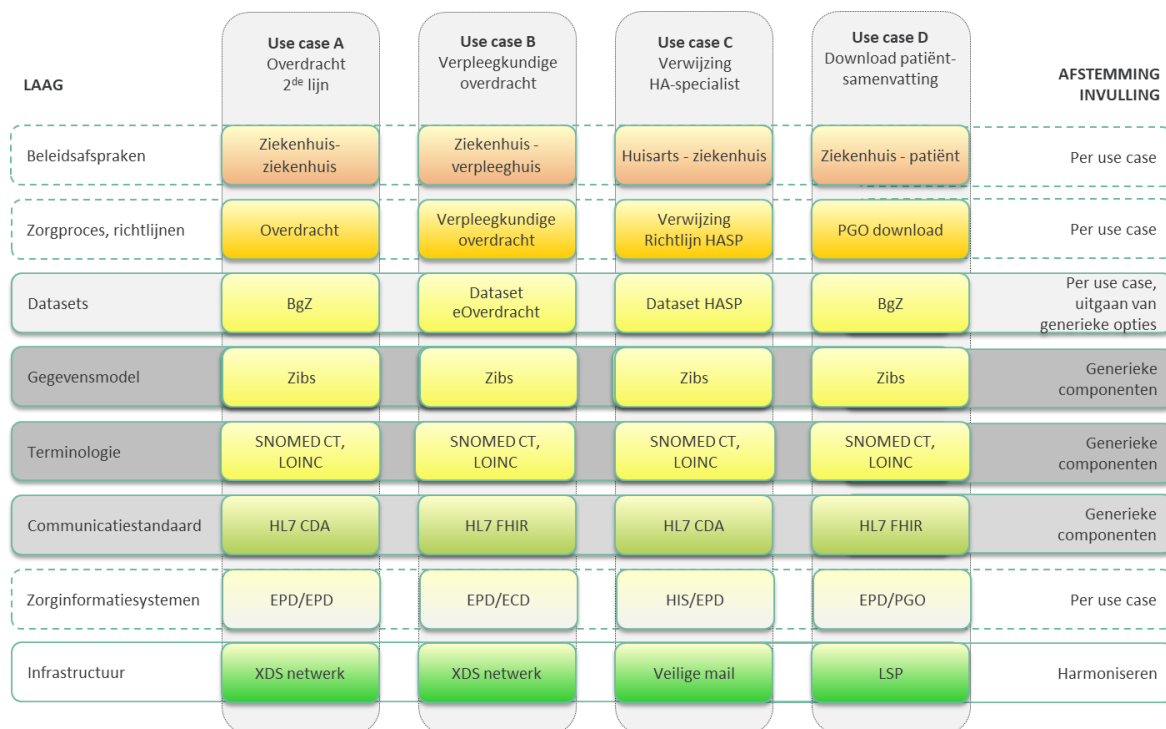 LAAG
Use case A
Overdracht
2de lijn
Use case B
Verpleegkundige
overdracht
Use case C
Verwijzing
HA-specialist
Use case D
Download patiënt-
samenvatting
AFSTEMMING
INVULLING
Beleidsafspraken
Ziekenhuis-
ziekenhuis
Ziekenhuis -
verpleeghuis
Huisarts - ziekenhuis
Ziekenhuis - patiënt
Per use case
Zorgproces, richtlijnen
Overdracht
Verpleegkundige
overdracht
Verwijzing
Richtlijn HASP
PGO download
Per use case
Datasets
BgZ
Dataset
eOverdracht
Dataset HASP
BgZ
Per use case,
uitgaan van
generieke opties
Gegevensmodel
Zibs
Zibs
Zibs
Zibs
Generieke
componenten
Terminologie
SNOMED CT,
LOINC
SNOMED CT,
LOINC
SNOMED CT,
LOINC
SNOMED CT,
LOINC
Generieke
componenten
Communicatiestandaard
HL7 CDA
HL7 FHIR
HL7 CDA
HL7 FHIR
Generieke
componenten
Zorginformatiesystemen
EPD/EPD
EPD/ECD
HIS/EPD
EPD/PGO
Per use case
Infrastructuur
XDS netwerk
XDS netwerk
Veilige mail
LSP
Harmoniseren